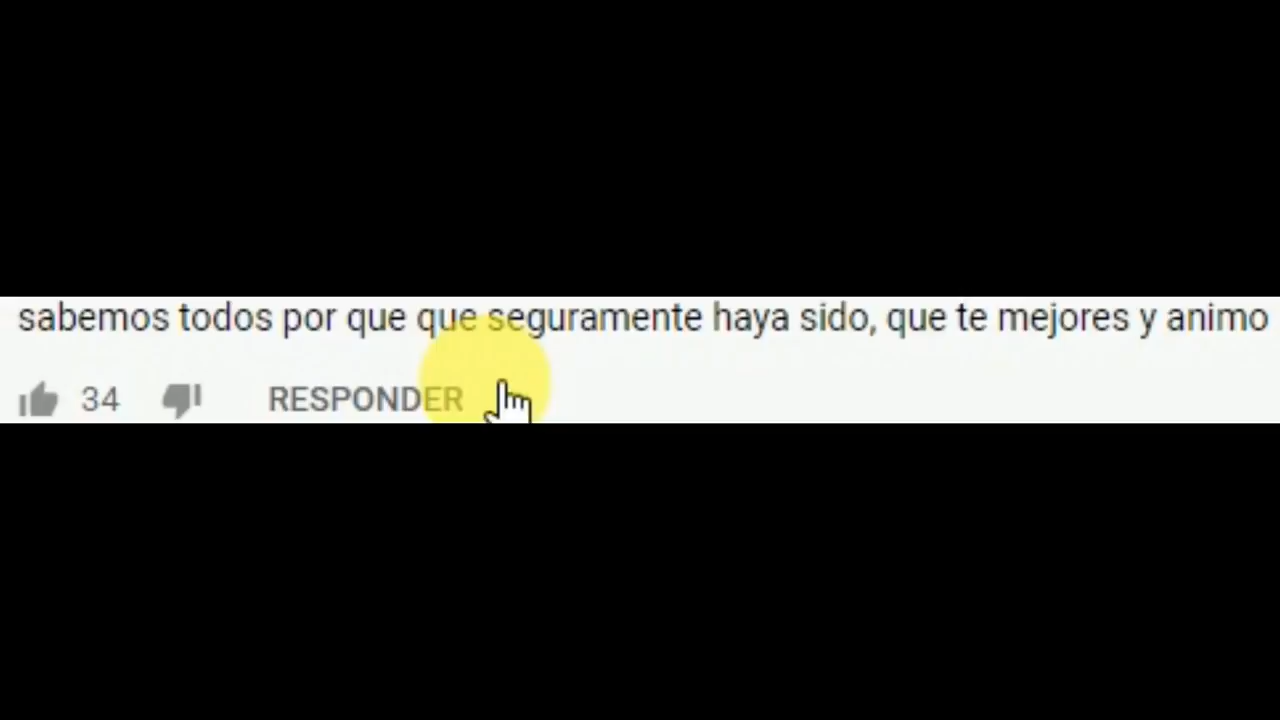 sabemos todos por que que seguramente haya sido, que te mejores y animo
34 RESPONDER